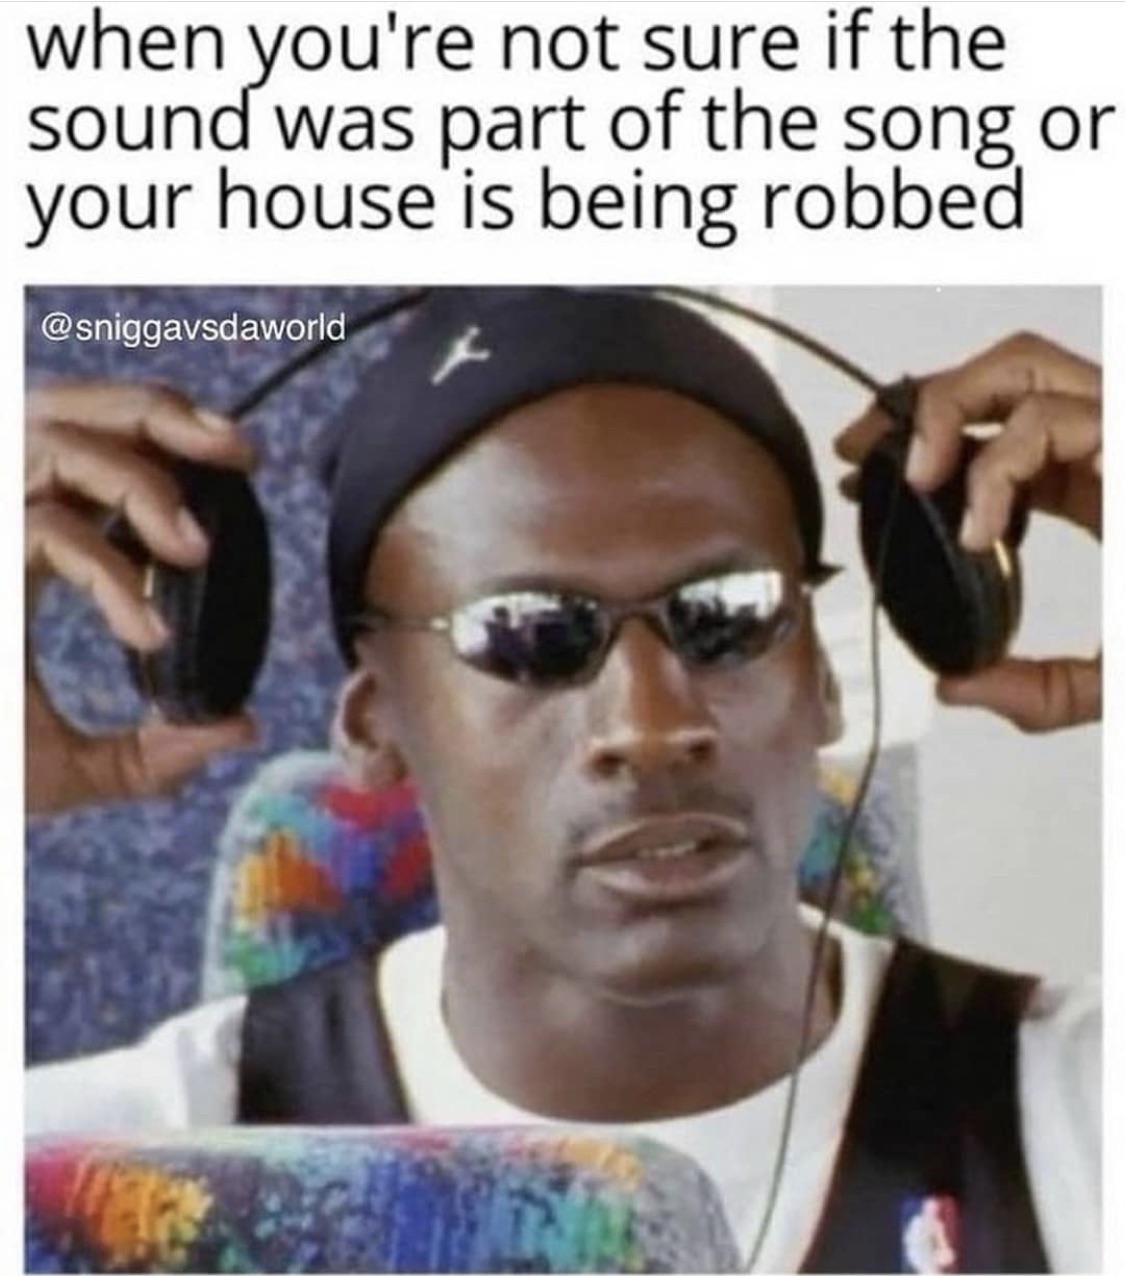 when you're not sure if the
sound was part of the song or
your house is being robbed
@sniggavsdaworld